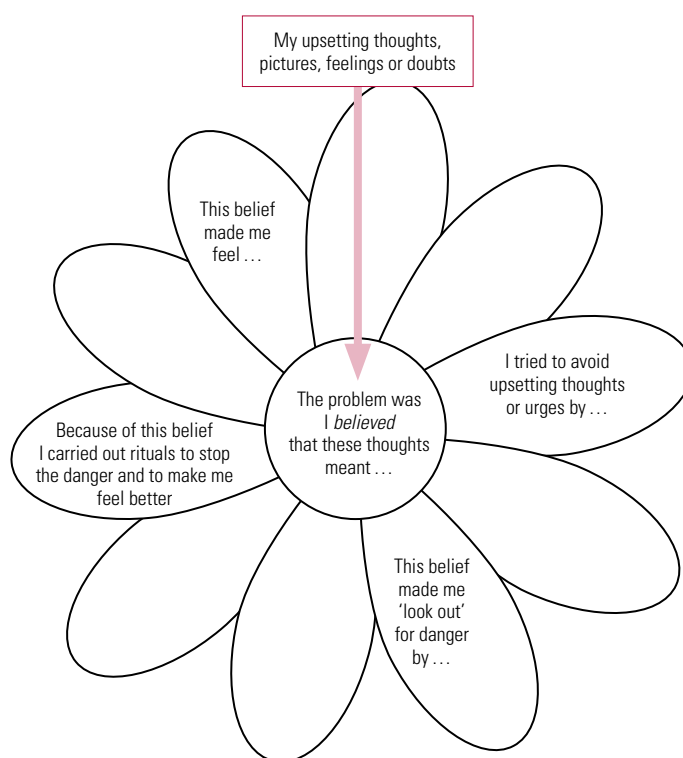 My upsetting thoughts,
pictures, feelings or doubts
This belief
made me
feel …
I tried to avoid
upsetting thoughts
or urges by …
The problem was
I believed
that these thoughts
meant …
Because of this belief
I carried out rituals to stop
the danger and to make me
feel better
This belief
made me
‘look out’
for danger
by …